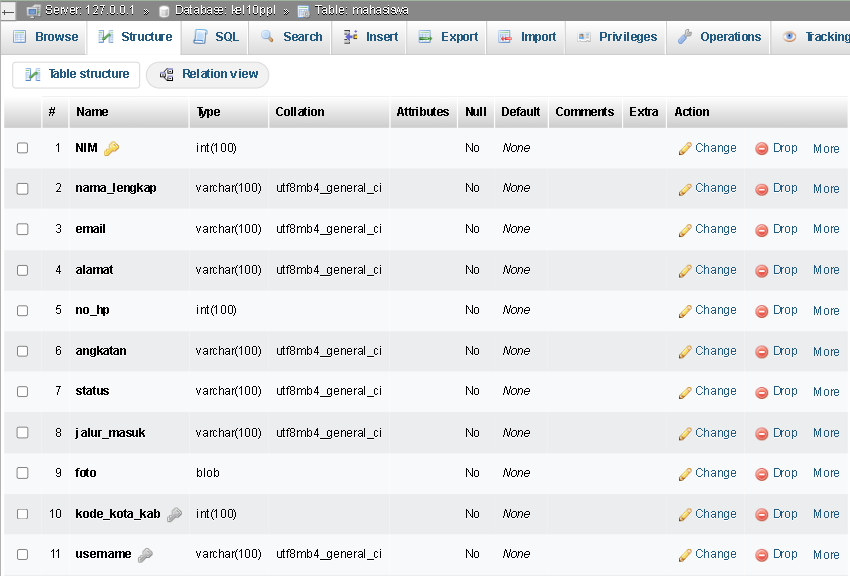 Server: 127.0.0.1 » Database: kel10ppl » Table: mahasiswa
Browse Structure SQL Search Insert Export Import Privileges Operations Tracking
Table structure Relation view
# Name Type Collation Attributes Null Default Comments Extra Action
1 NIM int(100) No None Change Drop More
2 nama_lengkap varchar(100) utf8mb4_general_ci No None Change Drop More
3 email varchar(100) utf8mb4_general_ci No None Change Drop More
4 alamat varchar(100) utf8mb4_general_ci No None Change Drop More
5 no_hp int(100) No None Change Drop More
6 angkatan varchar(100) utf8mb4_general_ci No None Change Drop More
7 status varchar(100) utf8mb4_general_ci No None Change Drop More
8 jalur_masuk varchar(100) utf8mb4_general_ci No None Change Drop More
9 foto blob No None Change Drop More
10 kode_kota_kab int(100) No None Change Drop More
11 username varchar(100) utf8mb4_general_ci No None Change Drop More